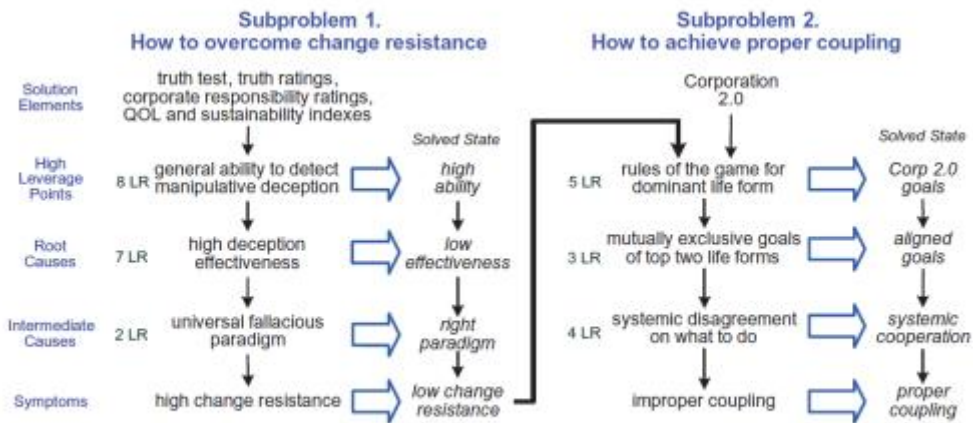 Subproblem 1.
How to overcome change resistance
Subproblem 2.
How to achieve proper coupling
Solution
Elements
truth test, truth ratings,
corporate responsibility ratings,
QOL and sustainability indexes
Corporation
2.0
Solved State
Solved State
High
Leverage
Points
8 LR
general ability to detect
manipulative deception
high
ability
5 LR
rules of the game for
dominant life form
Corp 2.0
goals
Root
Causes
7 LR
high deception
effectiveness
low
effectiveness
3 LR
mutually exclusive goals
of top two life forms
aligned
goals
Intermediate
Causes
2 LR
universal fallacious
paradigm
right
paradigm
4 LR
systemic disagreement
on what to do
systemic
cooperation
Symptoms
high change resistance
low change
resistance
improper coupling
proper
coupling